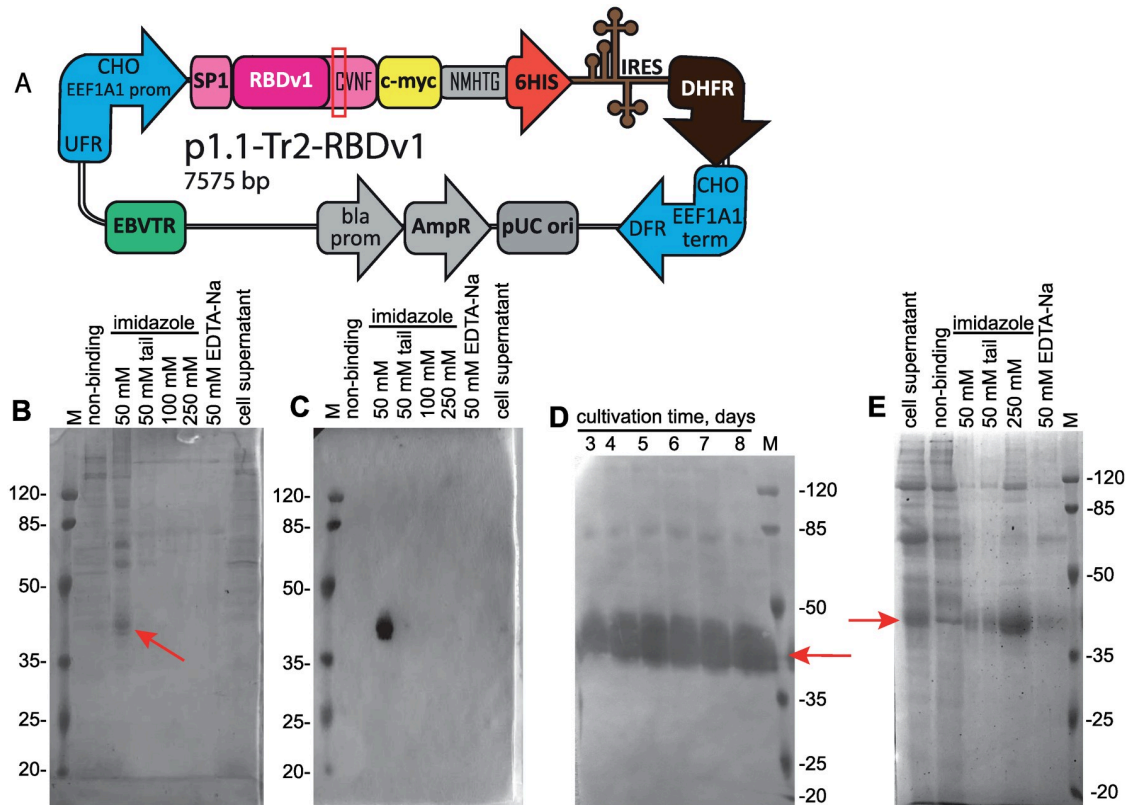 A
CHO
EEF1A1 prom
UFR
SP1
RBDv1
CVNF
c-myc
NMHTG
6HIS
IRES
DHFR
p1.1-Tr2-RBDv1
7575 bp
EBVTR
bla
prom
AmpR
pUC ori
DFR
CHO
EEF1A1
term
B
M
non-binding
imidazole
50 mM
50 mM tail
100 mM
250 mM
50 mM EDTA-Na
cell supernatant
120-
85-
50-
35-
25-
20-
C
M
non-binding
imidazole
50 mM
50 mM tail
100 mM
250 mM
50 mM EDTA-Na
cell supernatant
120-
85-
50-
35-
25-
20-
D
cultivation time, days
3 4 5 6 7 8 M
-120
-85
-50
-35
-25
-20
E
cell supernatant
non-binding
imidazole
50 mM
50 mM tail
250 mM
50 mM EDTA-Na
M
-120
-85
-50
-35
-25
-20